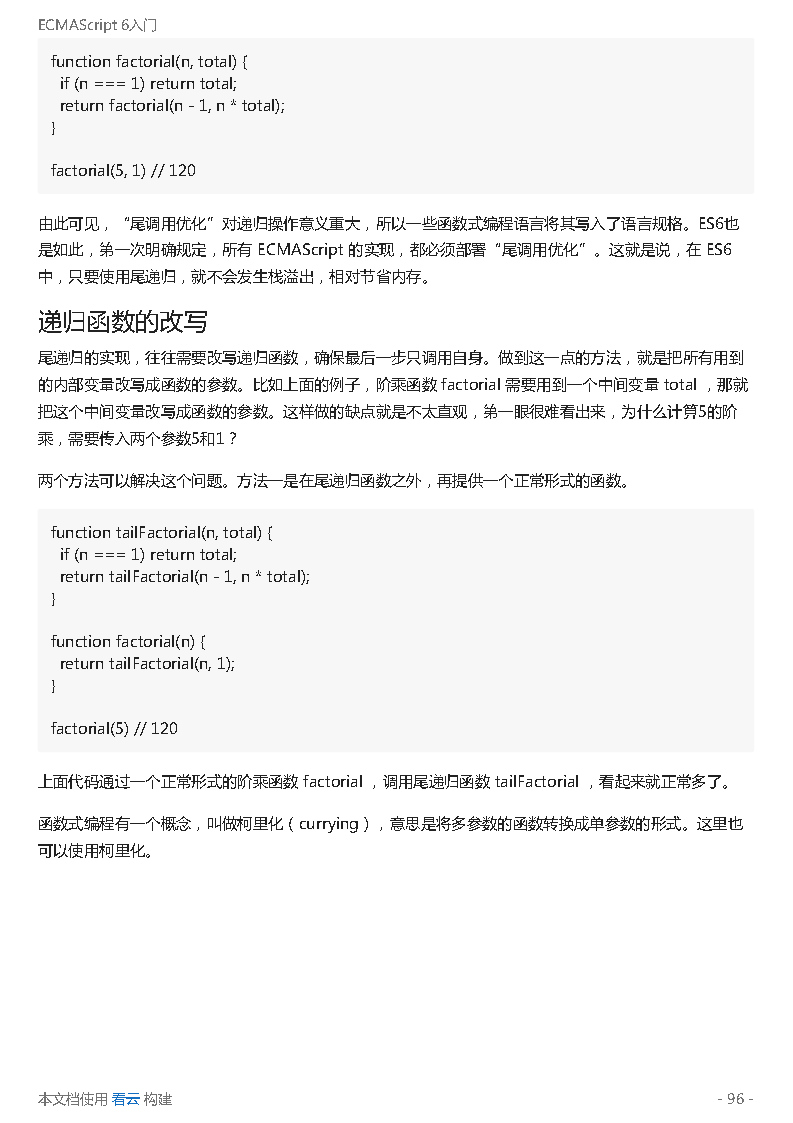 ECMAScript 6入门
function factorial(n, total) {
  if (n === 1) return total;
  return factorial(n - 1, n * total);
}
factorial(5, 1) // 120
由此可见，“尾调用优化”对递归操作意义重大，所以一些函数式编程语言将其写入了语言规格。ES6也
是如此，第一次明确规定，所有 ECMAScript 的实现，都必须部署“尾调用优化”。这就是说，在 ES6
中，只要使用尾递归，就不会发生栈溢出，相对节省内存。
递归函数的改写
尾递归的实现，往往需要改写递归函数，确保最后一步只调用自身。做到这一点的方法，就是把所有用到
的内部变量改写成函数的参数。比如上面的例子，阶乘函数 factorial 需要用到一个中间变量 total ，那就
把这个中间变量改写成函数的参数。这样做的缺点就是不太直观，第一眼很难看出来，为什么计算5的阶
乘，需要传入两个参数5和1？
两个方法可以解决这个问题。方法一是在尾递归函数之外，再提供一个正常形式的函数。
function tailFactorial(n, total) {
  if (n === 1) return total;
  return tailFactorial(n - 1, n * total);
}
function factorial(n) {
  return tailFactorial(n, 1);
}
factorial(5) // 120
上面代码通过一个正常形式的阶乘函数 factorial ，调用尾递归函数 tailFactorial ，看起来就正常多了。
函数式编程有一个概念，叫做柯里化（currying），意思是将多参数的函数转换成单参数的形式。这里也
可以使用柯里化。
本文档使用 看云 构建
- 96 -